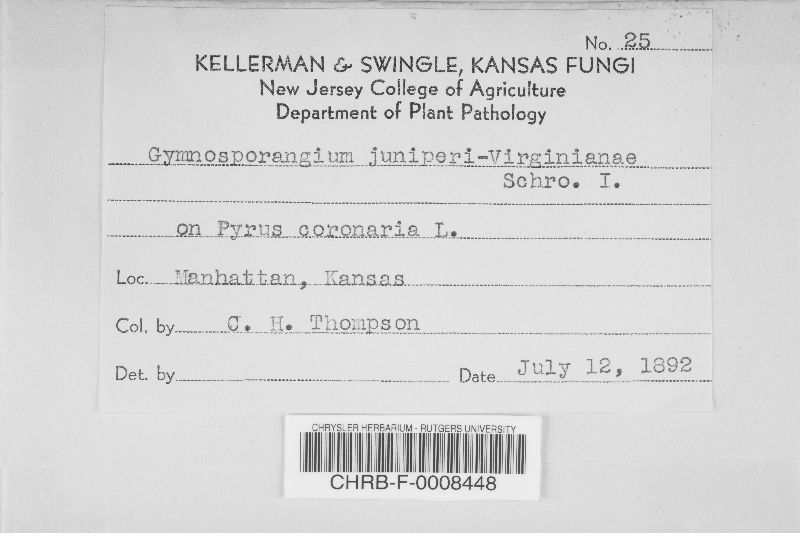 No. 25
KELLERMAN & SWINGLE, KANSAS FUNGI
New Jersey College of Agriculture
Department of Plant Pathology
Gymnosporangium juniperi-Virginianae
Schro. I.
on Pyrus coronaria L.
Loc. Manhattan, Kansas
Col. by C. H. Thompson
Det. by
Date July 12, 1892
CHRYSLER HERBARIUM - RUTGERS UNIVERSITY
CHRB-F-0008448